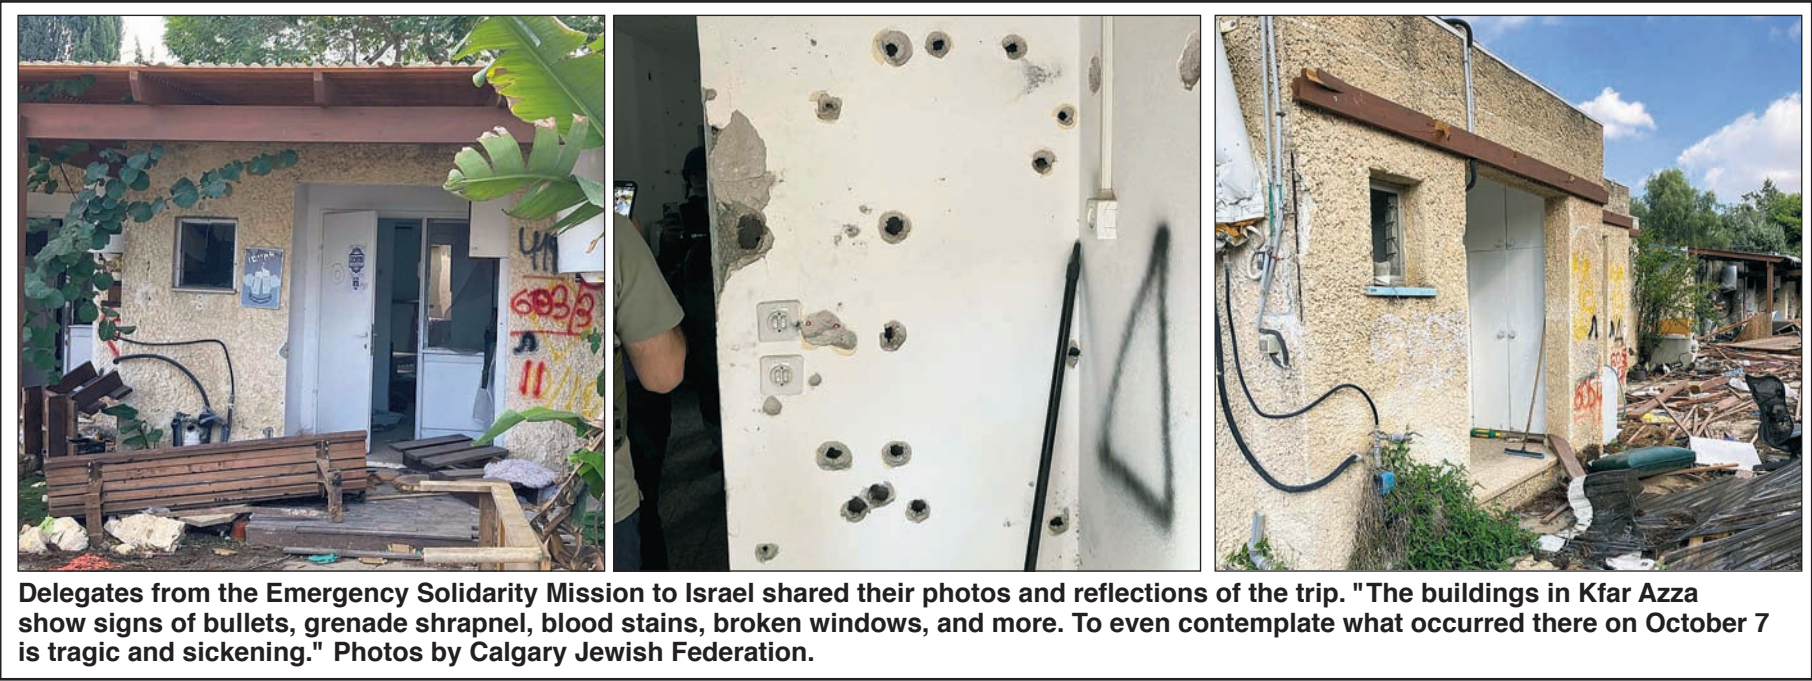 6033
11
Delegates from the Emergency Solidarity Mission to Israel shared their photos and reflections of the trip. "The buildings in Kfar Azza
show signs of bullets, grenade shrapnel, blood stains, broken windows, and more. To even contemplate what occurred there on October 7
is tragic and sickening." Photos by Calgary Jewish Federation.